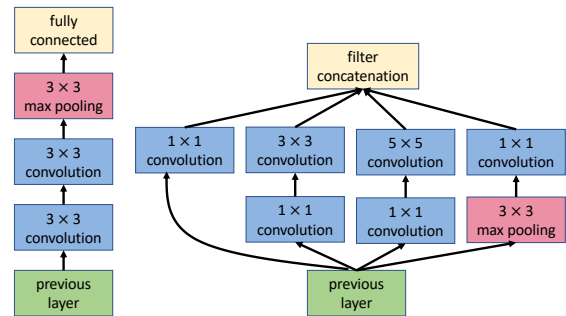 fully
connected
3 × 3
max pooling
3 × 3
convolution
3 × 3
convolution
previous
layer
filter
concatenation
1 × 1
convolution
3 × 3
convolution
5 × 5
convolution
1 × 1
convolution
1 × 1
convolution
1 × 1
convolution
3 × 3
max pooling
previous
layer